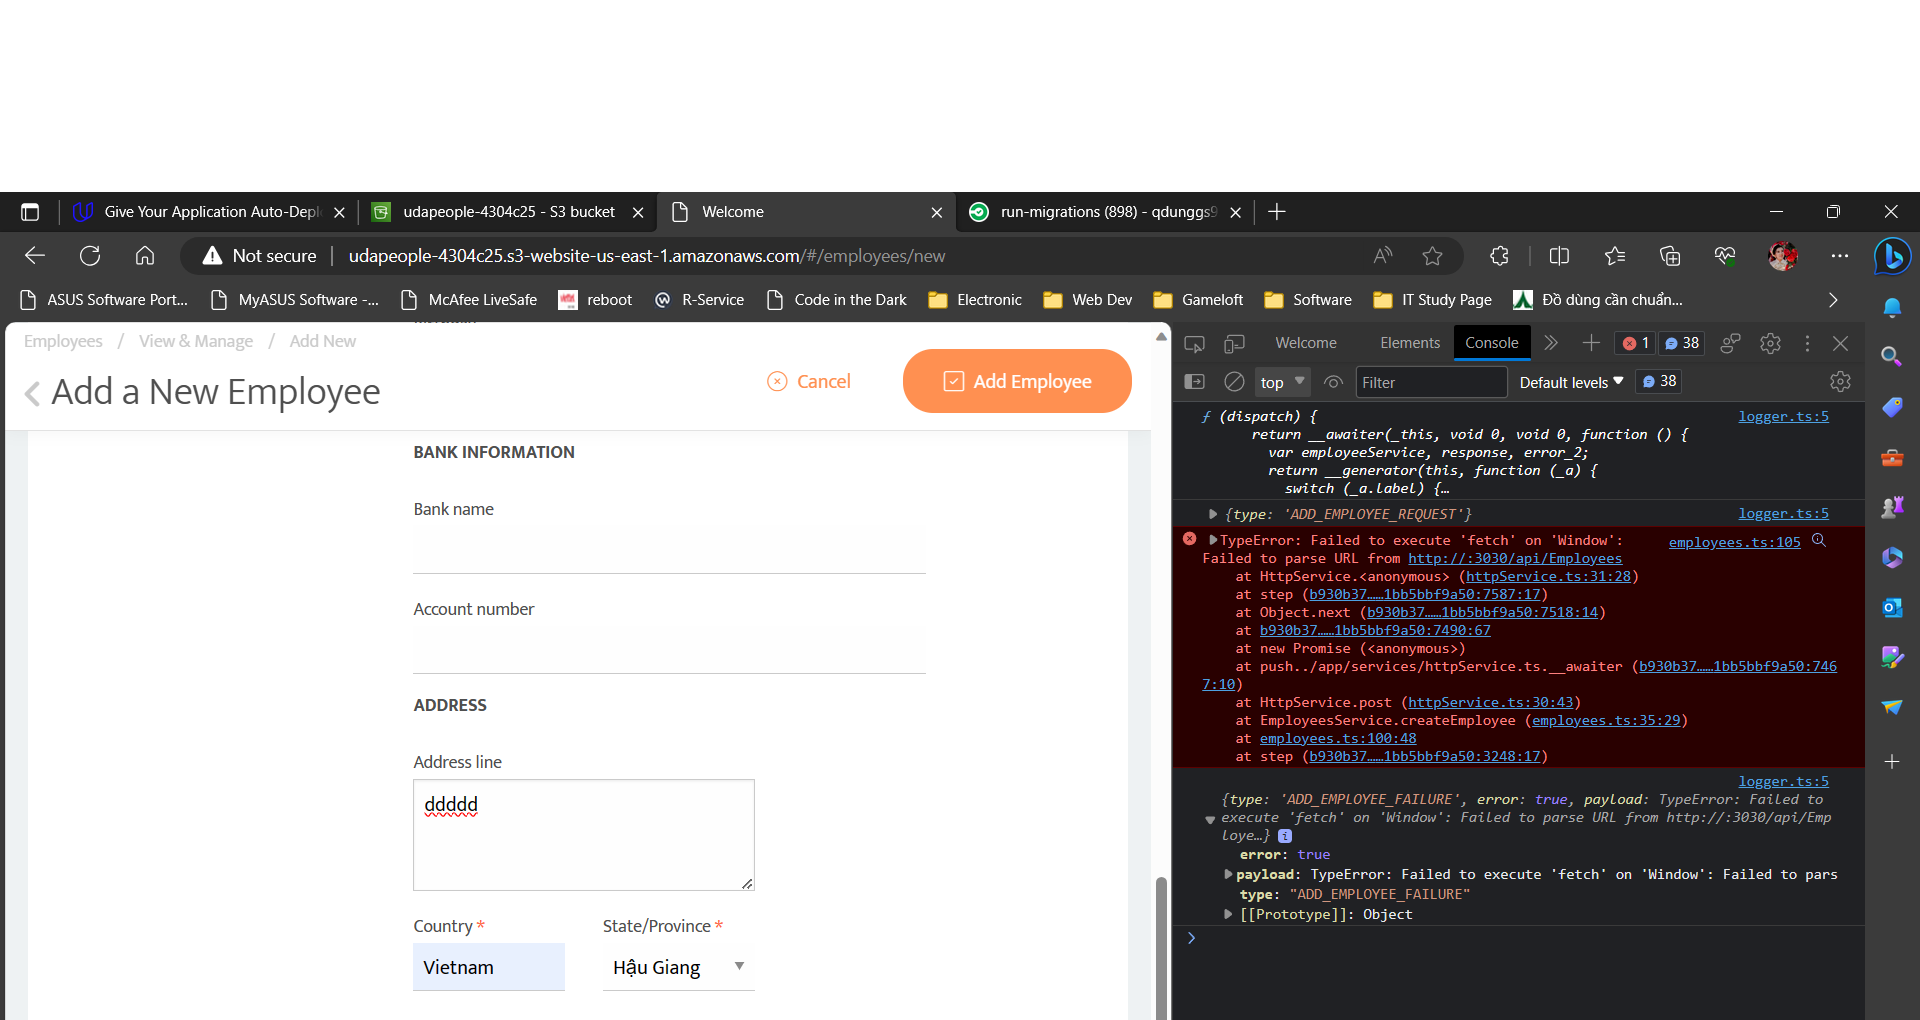 Give Your Application Auto-Depl
udapeople-4304c25 - S3 bucket
Welcome
run-migrations (898) - qdunggs9
Not secure
udapeople-4304c25.s3-website-us-east-1.amazonaws.com/#/employees/new
ASUS Software Port...
MyASUS Software -...
McAfee LiveSafe
reboot
R-Service
Code in the Dark
Electronic
Web Dev
Gameloft
Software
IT Study Page
Đồ dùng cần chuẩn...
Employees / View & Manage / Add New
Add a New Employee
Cancel
Add Employee
BANK INFORMATION
Bank name
Account number
ADDRESS
Address line
ddddd
Country *
State/Province *
Vietnam
Hậu Giang
Welcome
Elements
Console
1
38
top
Filter
Default levels
38
ƒ (dispatch) {
logger.ts:5
return __awaiter(_this, void 0, void 0, function () {
var employeeService, response, error_2;
return __generator(this, function (_a) {
switch (_a.label) {…
{type: 'ADD_EMPLOYEE_REQUEST'}
logger.ts:5
TypeError: Failed to execute 'fetch' on 'Window':
employees.ts:105
Failed to parse URL from http://:3030/api/Employees
at HttpService.<anonymous> (httpService.ts:31:28)
at step (b930b37……1bb5bbf9a50:7587:17)
at Object.next (b930b37……1bb5bbf9a50:7518:14)
at b930b37……1bb5bbf9a50:7490:67
at new Promise (<anonymous>)
at push../app/services/httpService.ts.__awaiter (b930b37……1bb5bbf9a50:746
7:10)
at HttpService.post (httpService.ts:30:43)
at EmployeesService.createEmployee (employees.ts:35:29)
at employees.ts:100:48
at step (b930b37……1bb5bbf9a50:3248:17)
logger.ts:5
{type: 'ADD_EMPLOYEE_FAILURE', error: true, payload: TypeError: Failed to
execute 'fetch' on 'Window': Failed to parse URL from http://:3030/api/Emp
loye…}
error: true
payload: TypeError: Failed to execute 'fetch' on 'Window': Failed to pars
type: "ADD_EMPLOYEE_FAILURE"
[[Prototype]]: Object